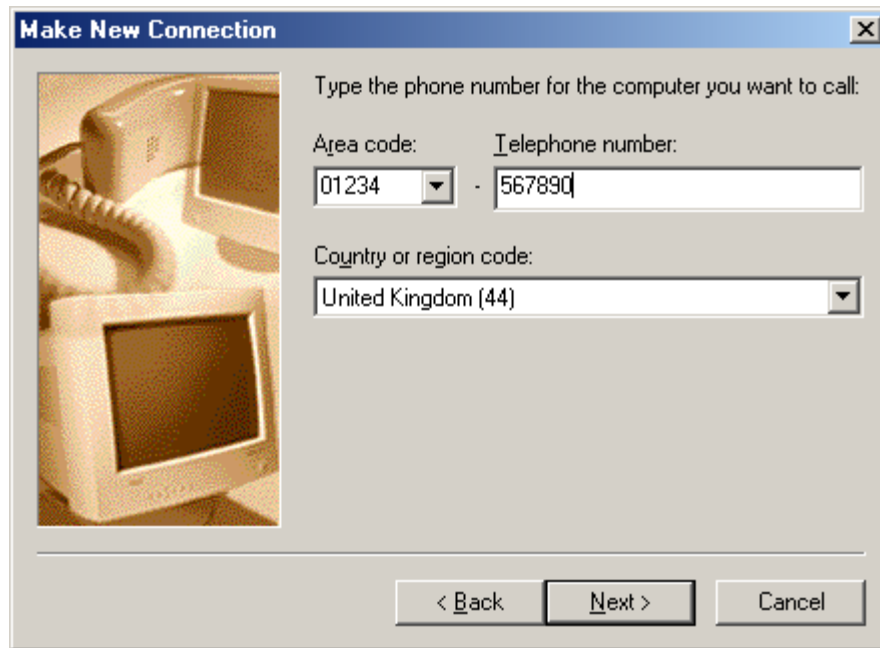 Make New Connection
Type the phone number for the computer you want to call:
Area code: Telephone number:
01234 - 567890
Country or region code:
United Kingdom (44)
< Back Next > Cancel